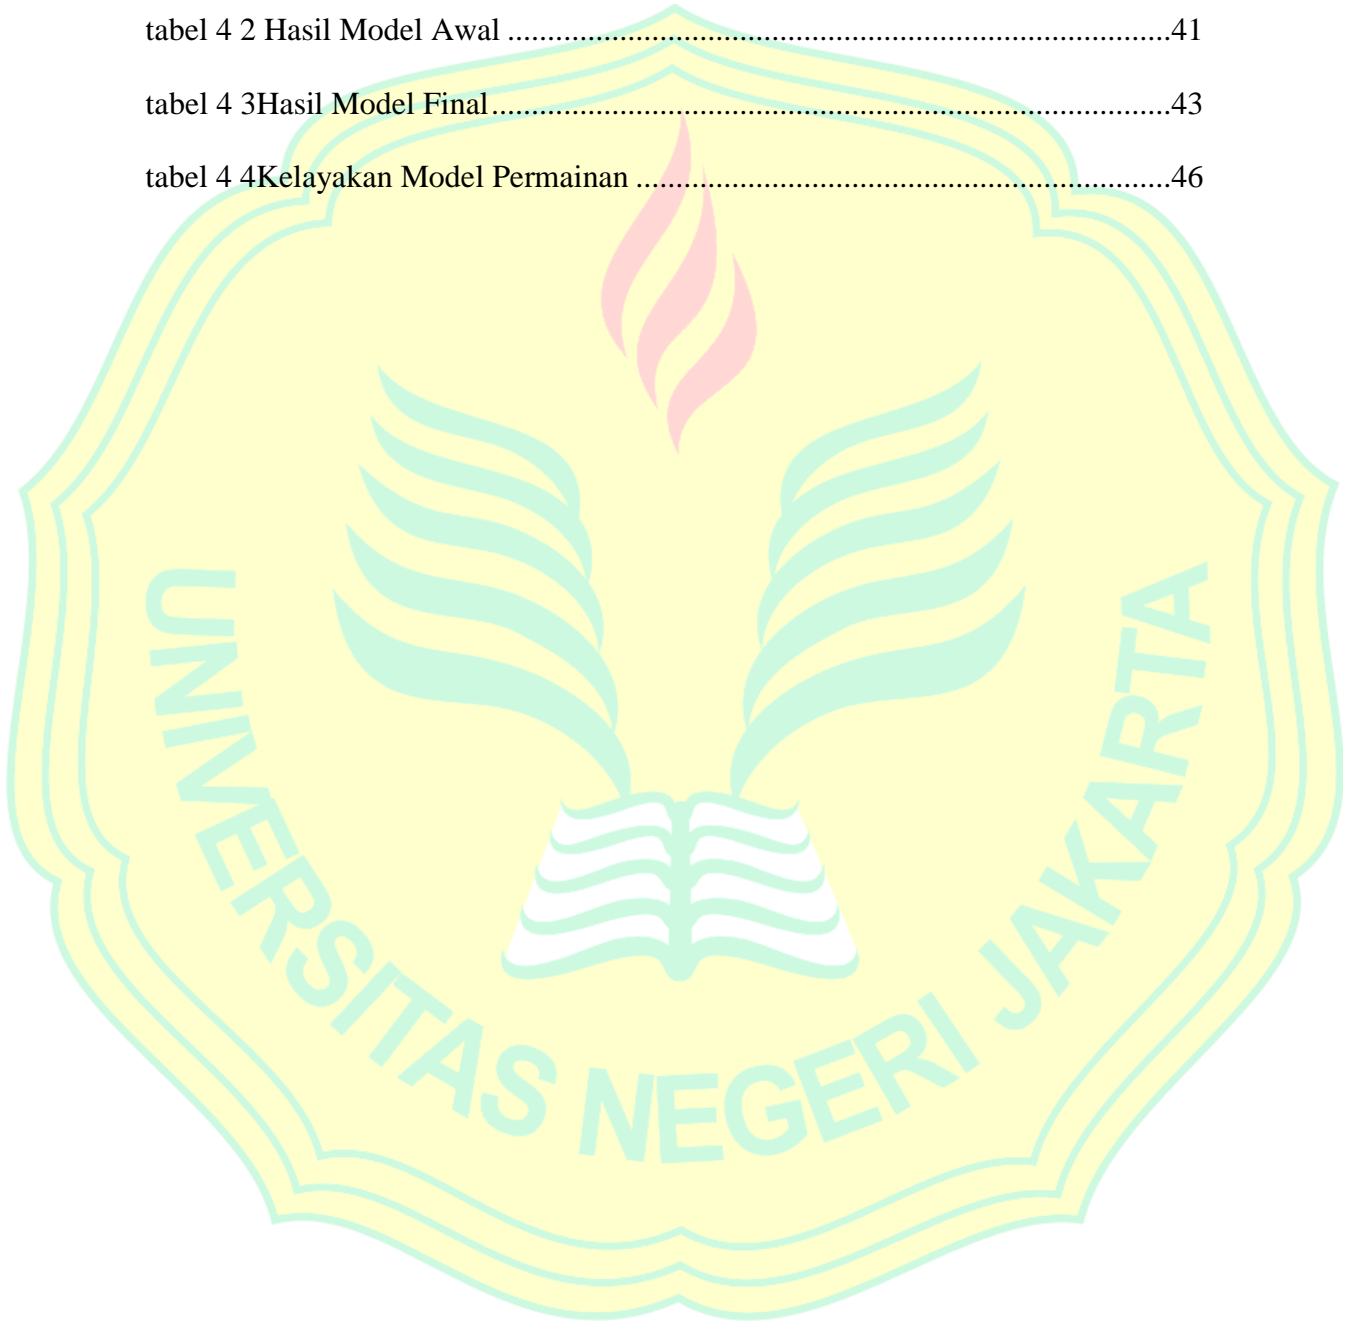 tabel 4 2 Hasil Model Awal ....................................................................................41
tabel 4 3Hasil Model Final......................................................................................43
tabel 4 4Kelayakan Model Permainan ....................................................................46
UNIVERSITAS NEGERI JAKARTA